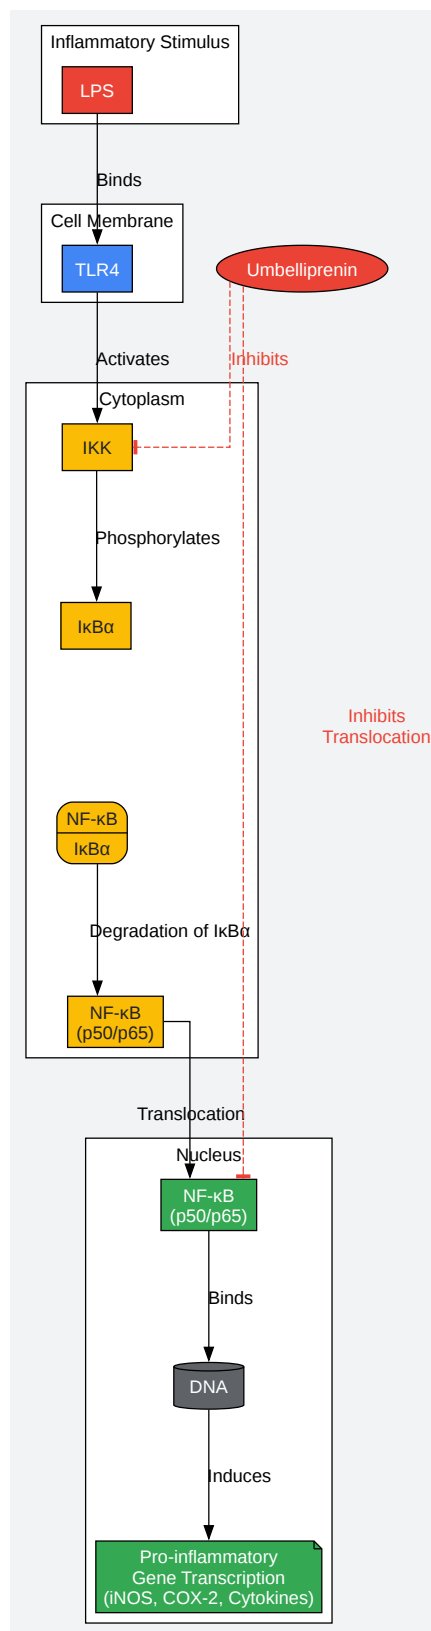 Inflammatory Stimulus
LPS
Binds
Cell Membrane
TLR4
Umbelliprenin
Activates
Inhibits
Cytoplasm
IKK
Phosphorylates
IκBα
Inhibits
Translocation
NF-κB
IκBα
Degradation of IκBα
NF-κB
(p50/p65)
Translocation
Nucleus
NF-κB
(p50/p65)
Binds
DNA
Induces
Pro-inflammatory
Gene Transcription
(iNOS, COX-2, Cytokines)